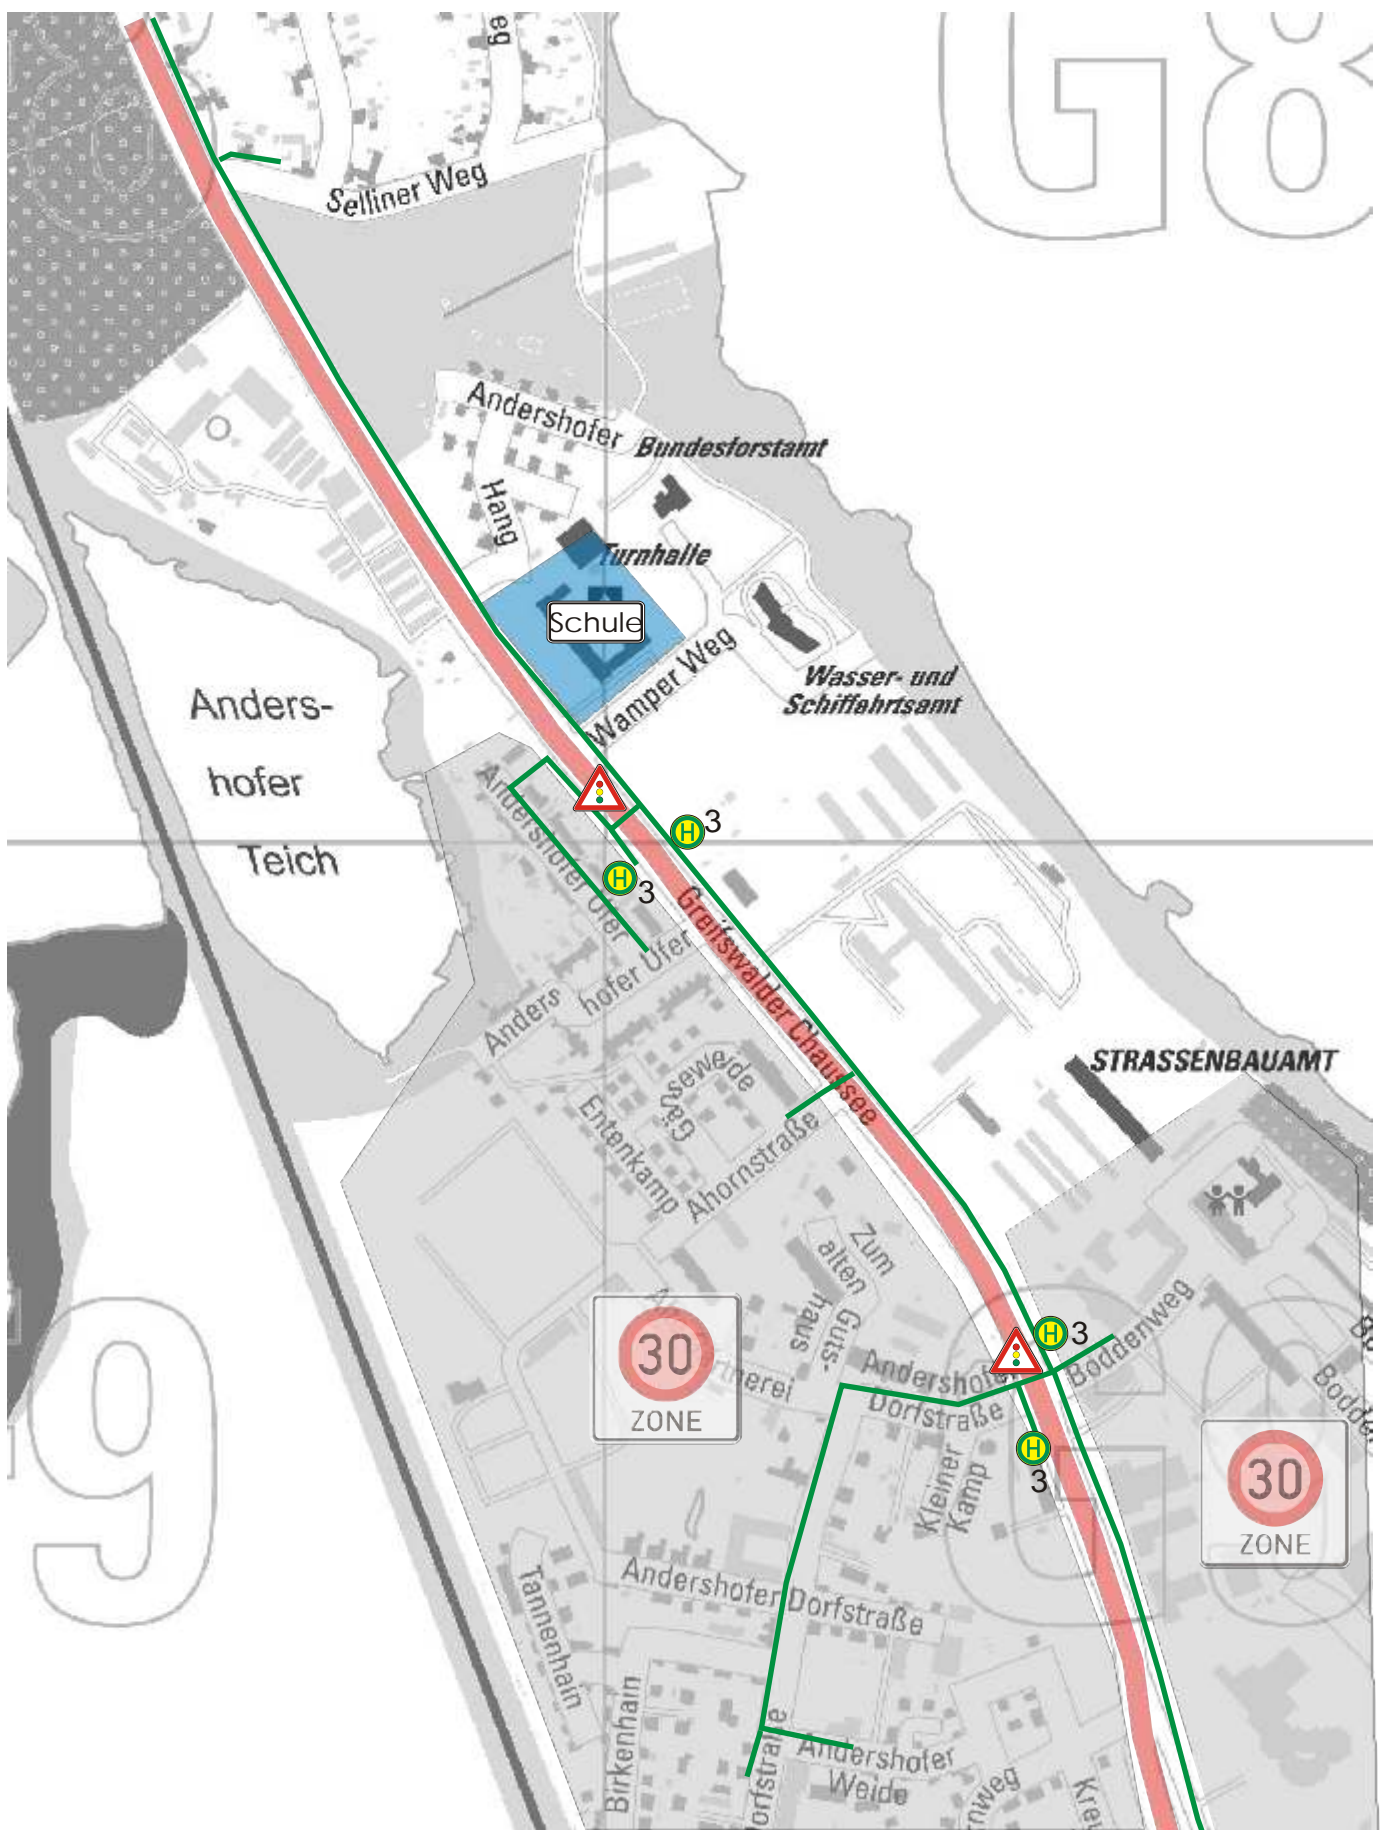 eg
G8
Selliner Weg
Andershofer
Hang
Bundesforstamt
Turnhalle
Schule
Wamper Weg
Wasser- und
Schiffahrtsamt
Anders-
hofer
Teich
Andershofer Ufer
H 3
H 3
Greifswalder Chaussee
Anders
hofer Ufer
STRASSENBAUAMT
Gänseweide
Entenkamp
Ahornstraße
Zum
alten
Guts-
haus
30
ZONE
H 3
Boddenweg
Andershofer
Dorfstraße
H
3
Kleiner
Kamp
30
ZONE
9
Andershofer Dorfstraße
Tannenhain
Birkenhain
Andershofer
Weide